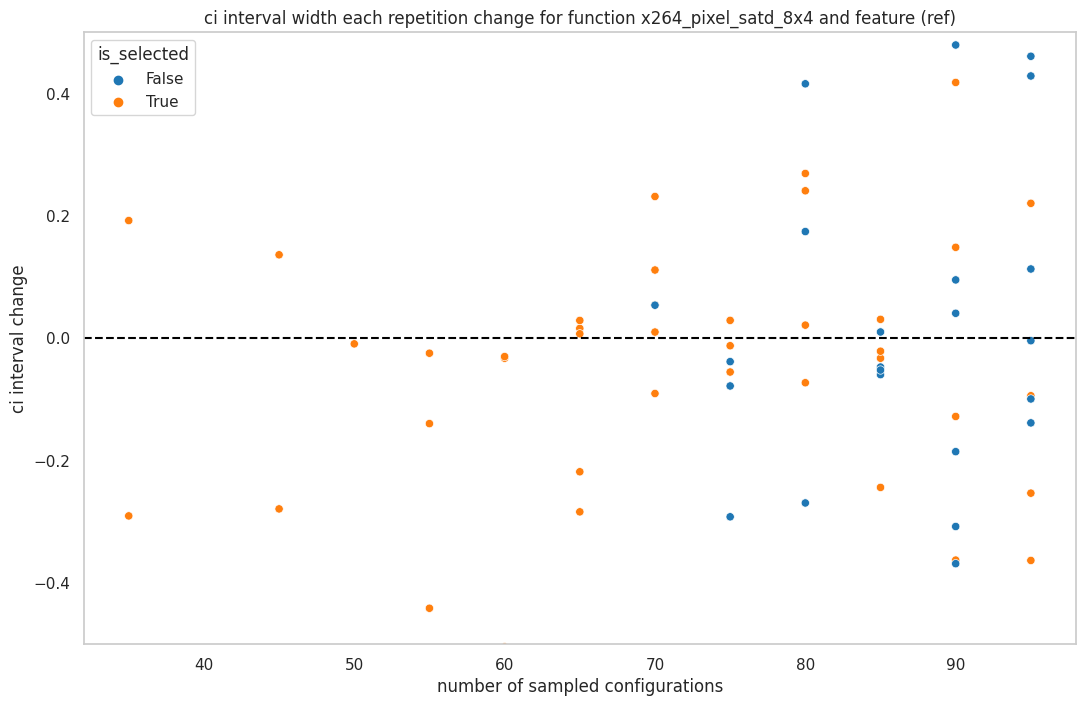 ci interval width each repetition change for function x264_pixel_satd_8x4 and feature (ref)
is_selected
False
True
0.4
0.2
0.0
−0.2
−0.4
ci interval change
40
50
60
70
80
90
number of sampled configurations